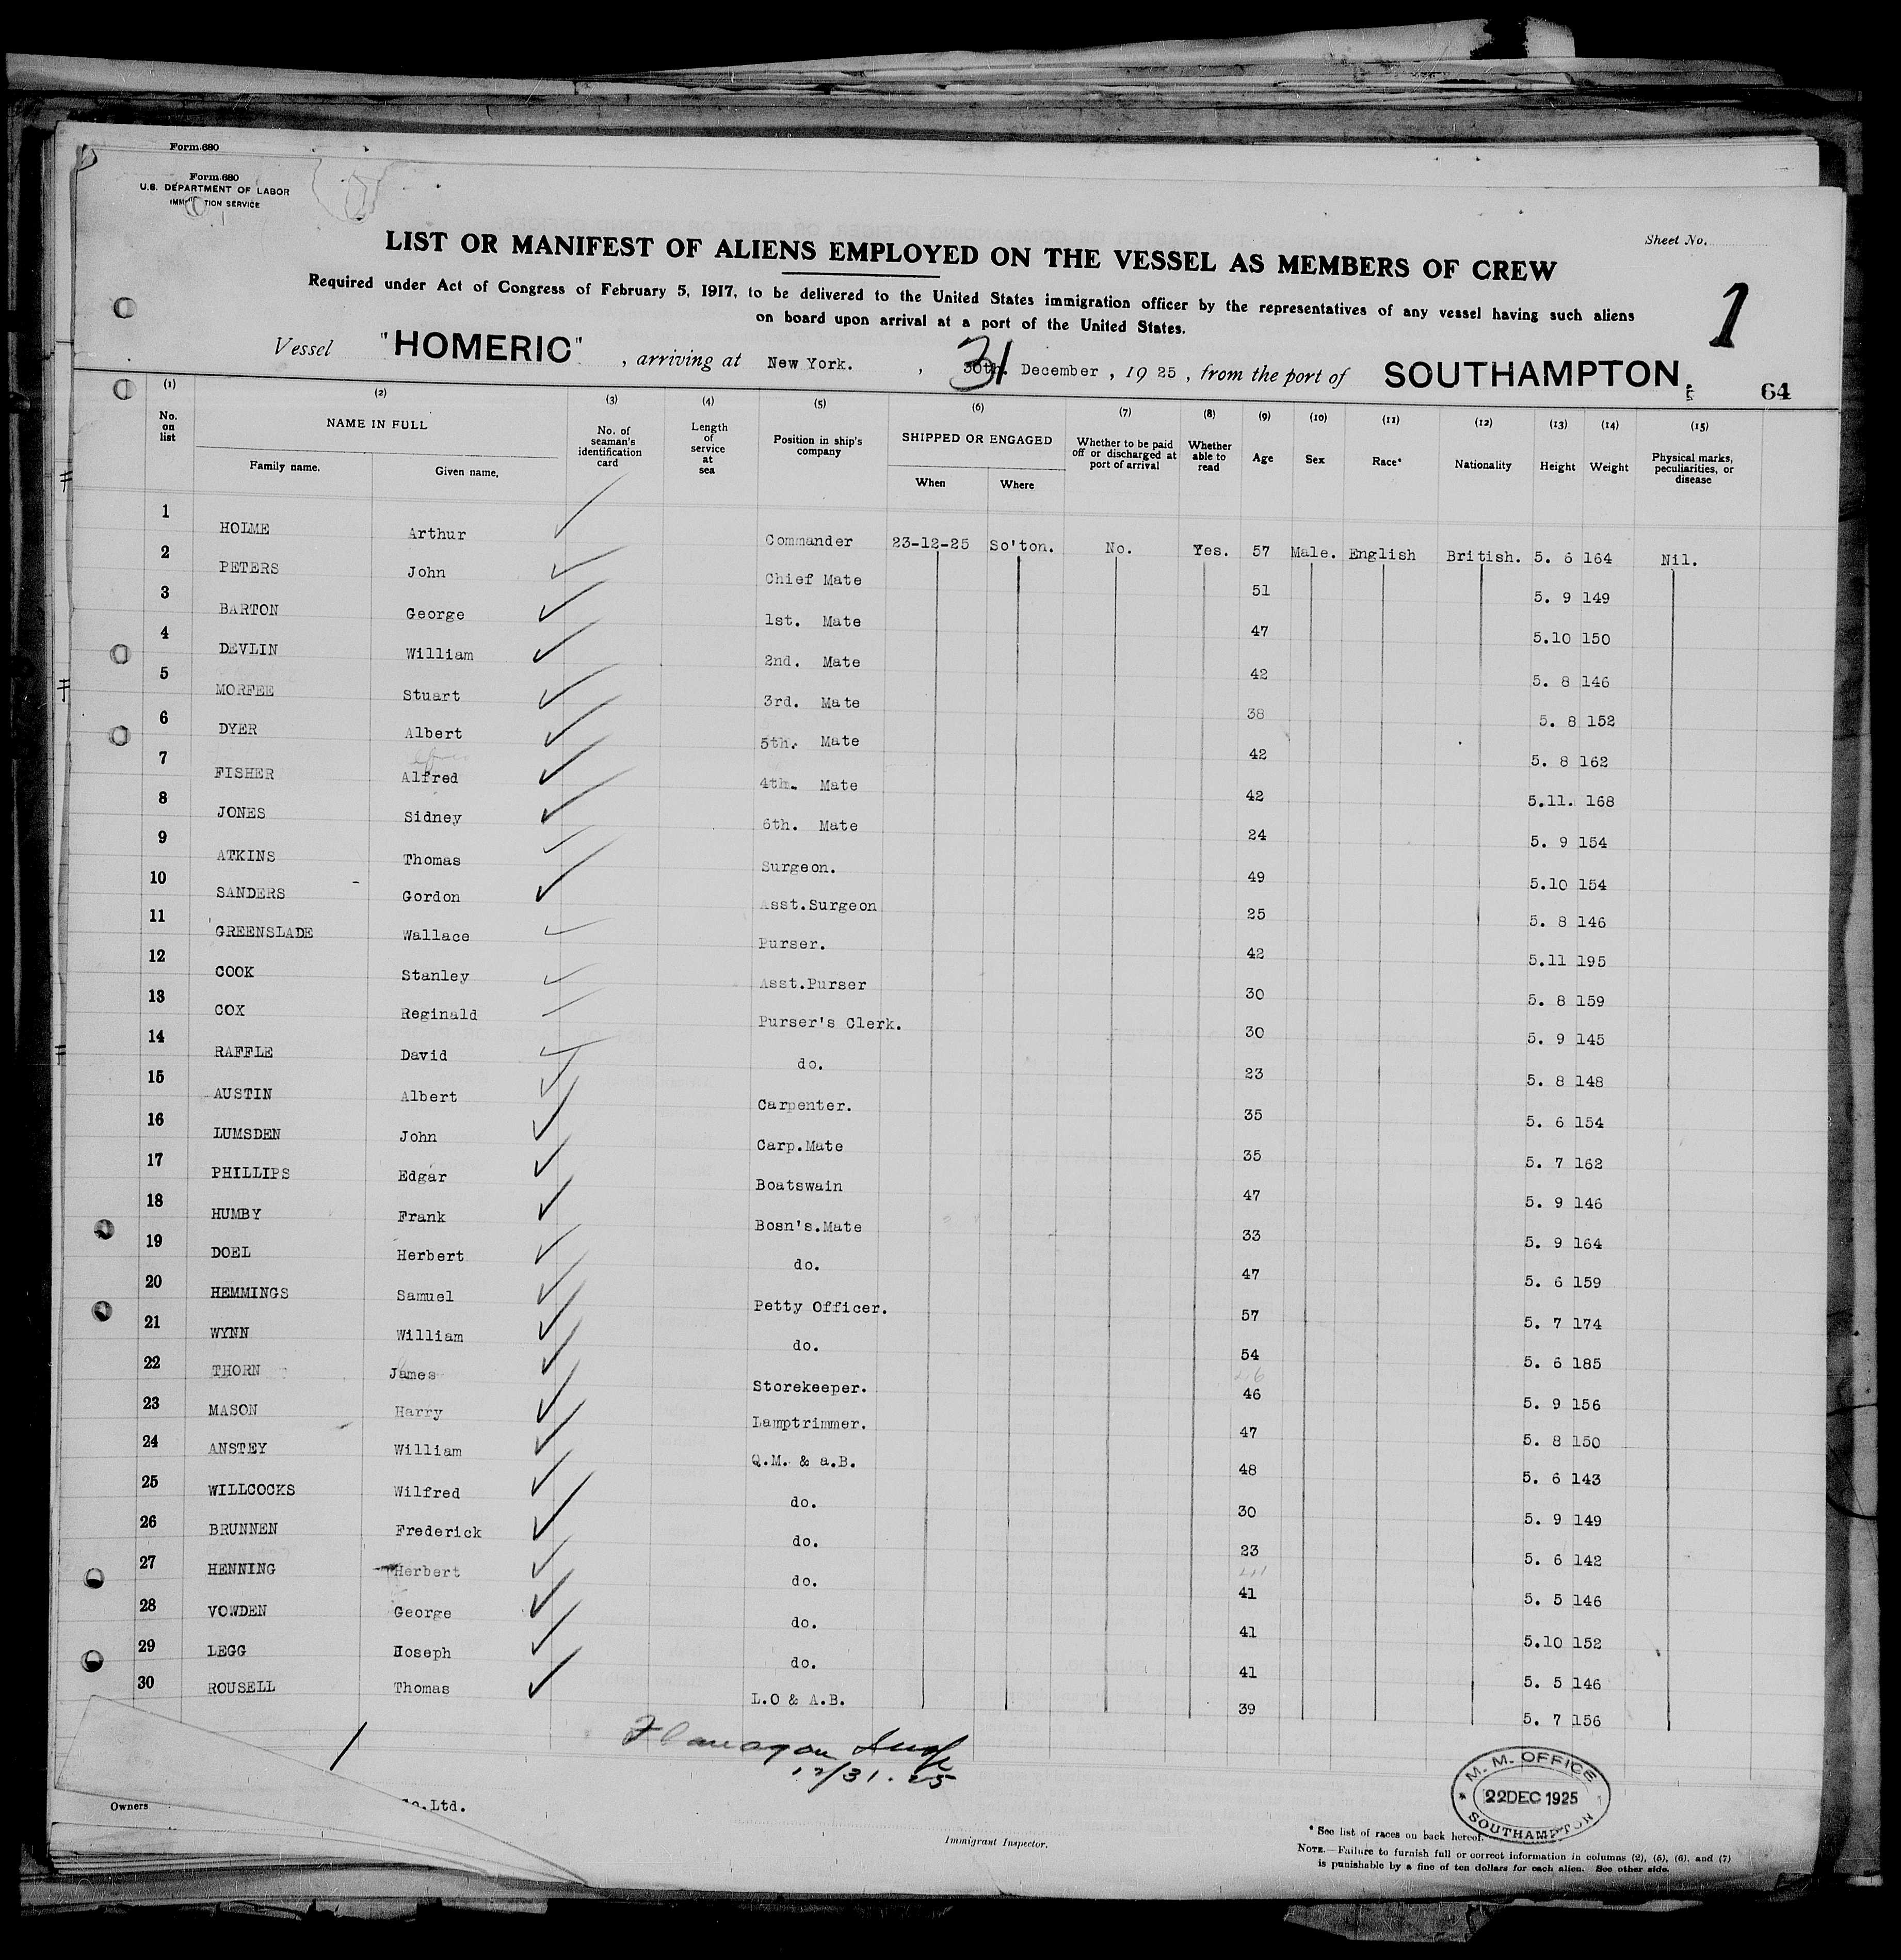 Form 680
Form 680
U.S. DEPARTMENT OF LABOR
IMMIGRATION SERVICE
Sheet No.
LIST OR MANIFEST OF ALIENS EMPLOYED ON THE VESSEL AS MEMBERS OF CREW
Required under Act of Congress of February 5, 1917, to be delivered to the United States immigration officer by the representatives of any vessel having such aliens
on board upon arrival at a port of the United States.
1
Vessel "HOMERIC" , arriving at New York. , 30th. 31 December , 19 25 , from the port of SOUTHAMPTON. 64
(1) (2) (3) (4) (5) (6) (7) (8) (9) (10) (11) (12) (13) (14) (15)
No. on list NAME IN FULL Family name. Given name. No. of seaman's identification card Length of service at sea Position in ship's company SHIPPED OR ENGAGED When Where Whether to be paid off or discharged at port of arrival Whether able to read Age Sex Race* Nationality Height Weight Physical marks, peculiarities, or disease
1 HOLME Arthur Commander 23-12-25 So'ton. No. Yes. 57 Male. English British. 5. 6 164 Nil.
2 PETERS John Chief Mate 51 5. 9 149
3 BARTON George 1st. Mate 47 5.10 150
4 DEVLIN William 2nd. Mate 42 5. 8 146
5 MORFEE Stuart 3rd. Mate 38 5. 8 152
6 DYER Albert 5th. Mate 42 5. 8 162
7 FISHER Alfred 4th. Mate 42 5.11. 168
8 JONES Sidney 6th. Mate 24 5. 9 154
9 ATKINS Thomas Surgeon. 49 5.10 154
10 SANDERS Gordon Asst.Surgeon 25 5. 8 146
11 GREENSLADE Wallace Purser. 42 5.11 195
12 COOK Stanley Asst.Purser 30 5. 8 159
13 COX Reginald Purser's Clerk. 30 5. 9 145
14 RAFFLE David do. 23 5. 8 148
15 AUSTIN Albert Carpenter. 35 5. 6 154
16 LUMSDEN John Carp.Mate 35 5. 7 162
17 PHILLIPS Edgar Boatswain 47 5. 9 146
18 HUMBY Frank Bosn's.Mate 33 5. 9 164
19 DOEL Herbert do. 47 5. 6 159
20 HEMMINGS Samuel Petty Officer. 57 5. 7 174
21 WYNN William do. 54 5. 6 185
22 THORN James Storekeeper. 46 5. 9 156
23 MASON Harry Lamptrimmer. 47 5. 8 150
24 ANSTEY William Q.M. & a.B. 48 5. 6 143
25 WILLCOCKS Wilfred do. 30 5. 9 149
26 BRUNNEN Frederick do. 23 5. 6 142
27 HENNING Herbert do. 41 5. 5 146
28 VOWDEN George do. 41 5.10 152
29 LEGG Hoseph do. 41 5. 5 146
30 ROUSELL Thomas L.O & A.B. 39 5. 7 156
Flanagan Insp
12/31.25
Owners Co.Ltd.
Immigrant Inspector.
M. M. OFFICE
22DEC 1925
SOUTHAMPTON
* See list of races on back hereof.
NOTE.—Failure to furnish full or correct information in columns (2), (5), (6), and (7)
is punishable by a fine of ten dollars for each alien. See other side.